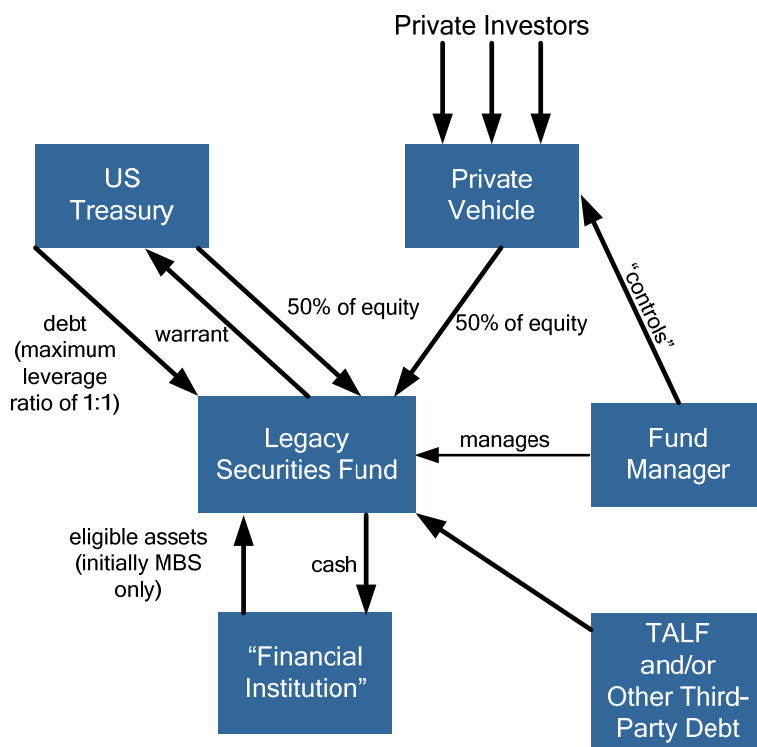 Private Investors
US
Treasury
Private
Vehicle
"controls"
50% of equity
50% of equity
debt
(maximum
leverage
ratio of 1:1)
warrant
Legacy
Securities Fund
manages
Fund
Manager
eligible assets
(initially MBS
only)
cash
"Financial
Institution"
TALF
and/or
Other Third-
Party Debt